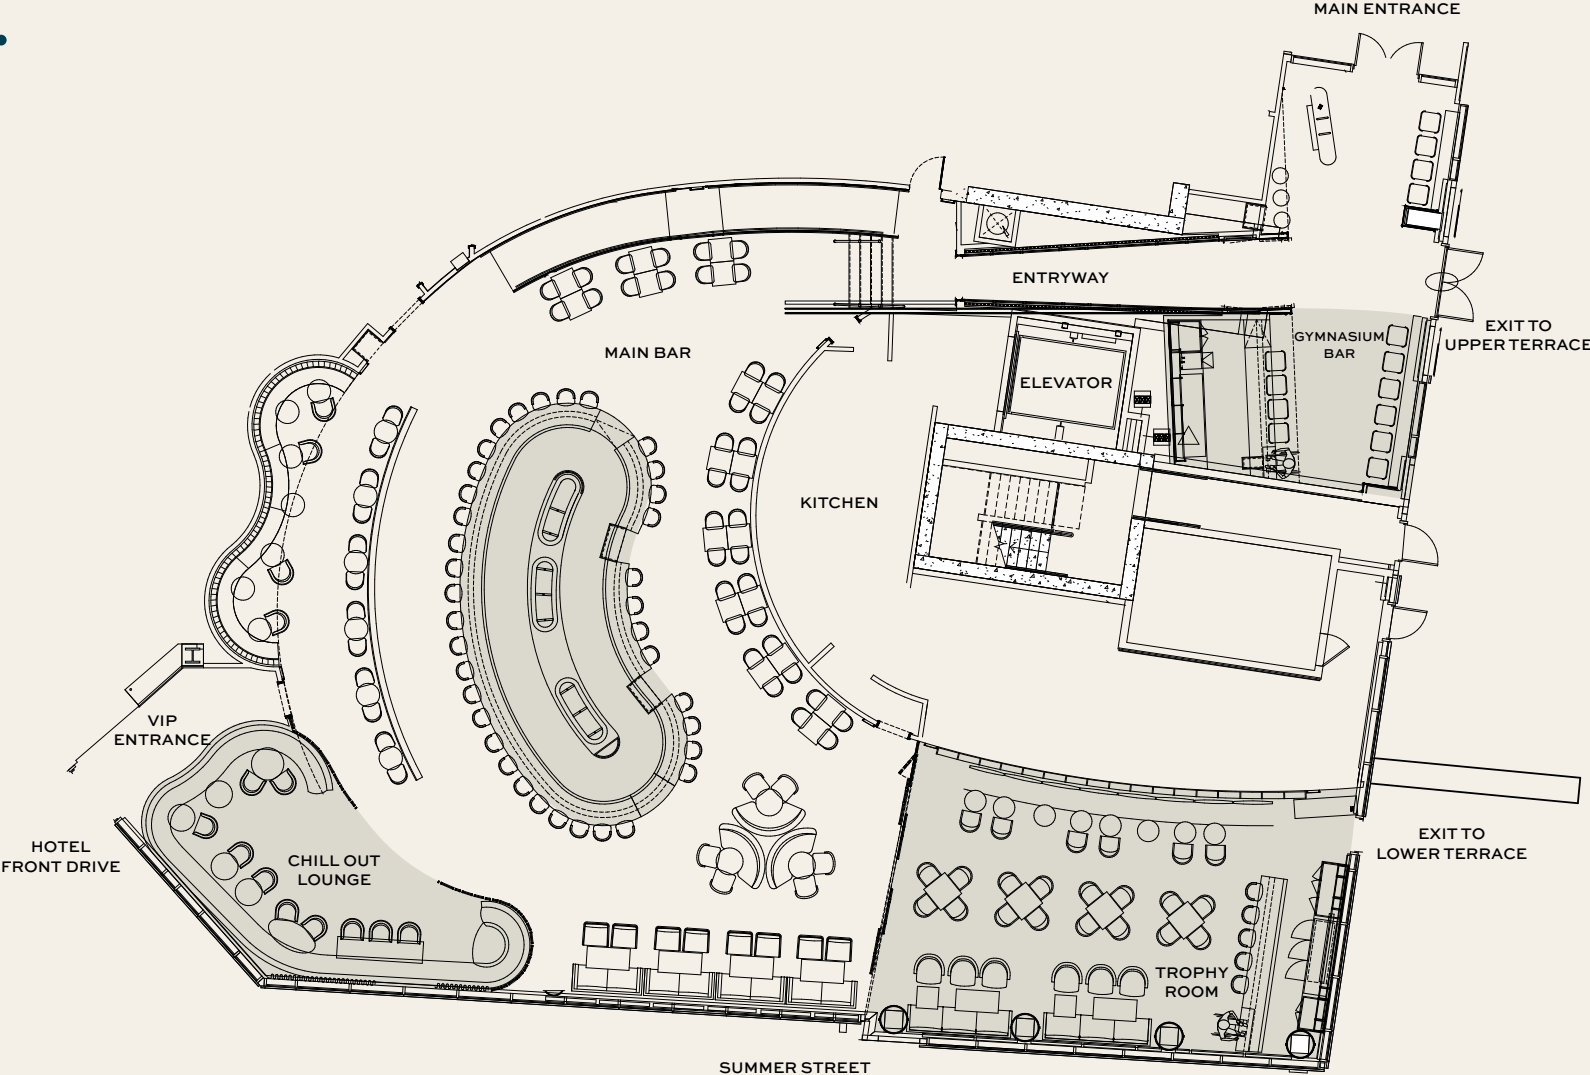 MAIN ENTRANCE
ENTRYWAY
GYMNASIUM
BAR
EXIT TO
UPPER TERRACE
MAIN BAR
ELEVATOR
KITCHEN
VIP
ENTRANCE
HOTEL
FRONT DRIVE
CHILL OUT
LOUNGE
EXIT TO
LOWER TERRACE
TROPHY
ROOM
SUMMER STREET